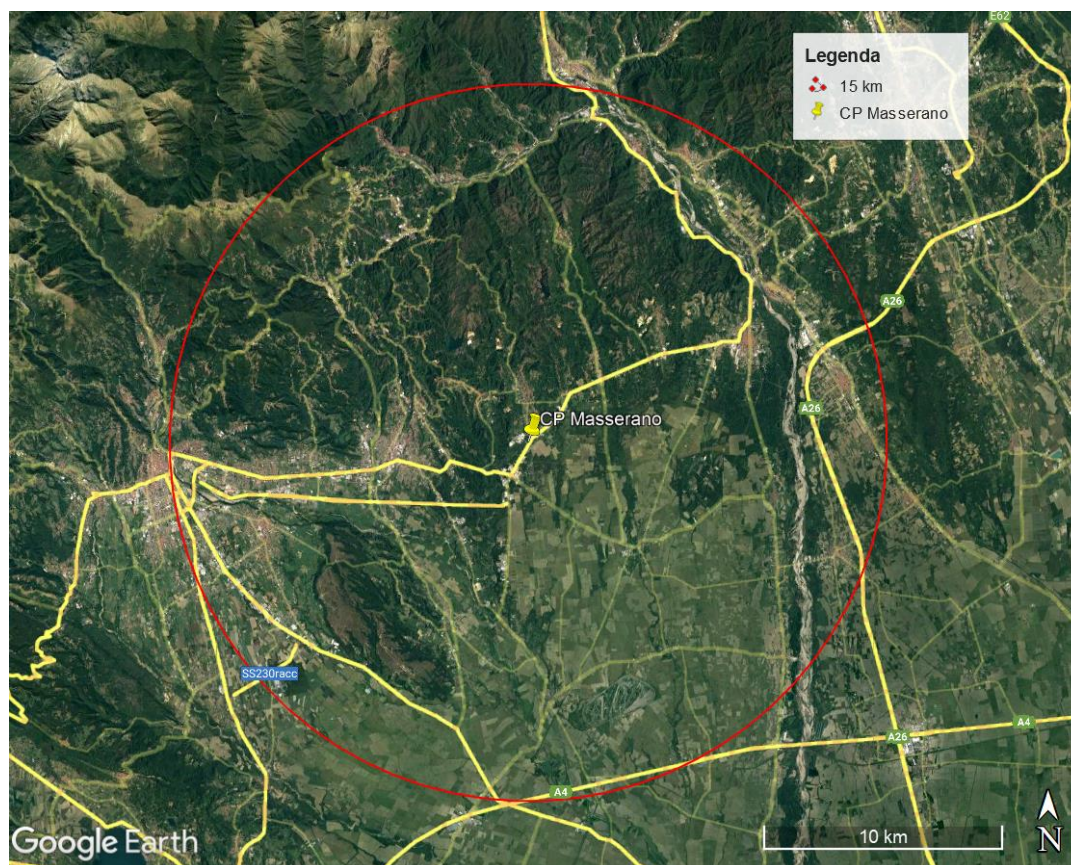 E62
Legenda
15 km
CP Masserano
A26
A26
CP Masserano
SS230racc
A4
A26
A4
Google Earth
10 km
N